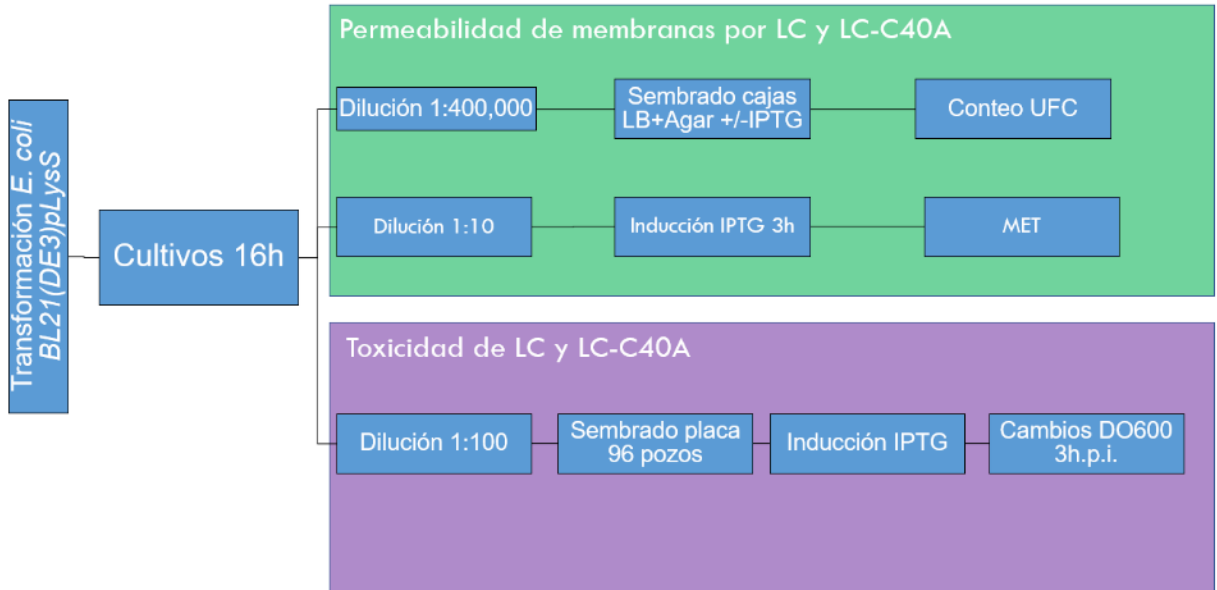 Transformación E. coli
BL21(DE3)pLysS
Cultivos 16h
Permeabilidad de membranas por LC y LC-C40A
Dilución 1:400,000
Sembrado cajas
LB+Agar +/-IPTG
Conteo UFC
Dilución 1:10
Inducción IPTG 3h
MET
Toxicidad de LC y LC-C40A
Dilución 1:100
Sembrado placa
96 pozos
Inducción IPTG
Cambios DO600
3h.p.i.